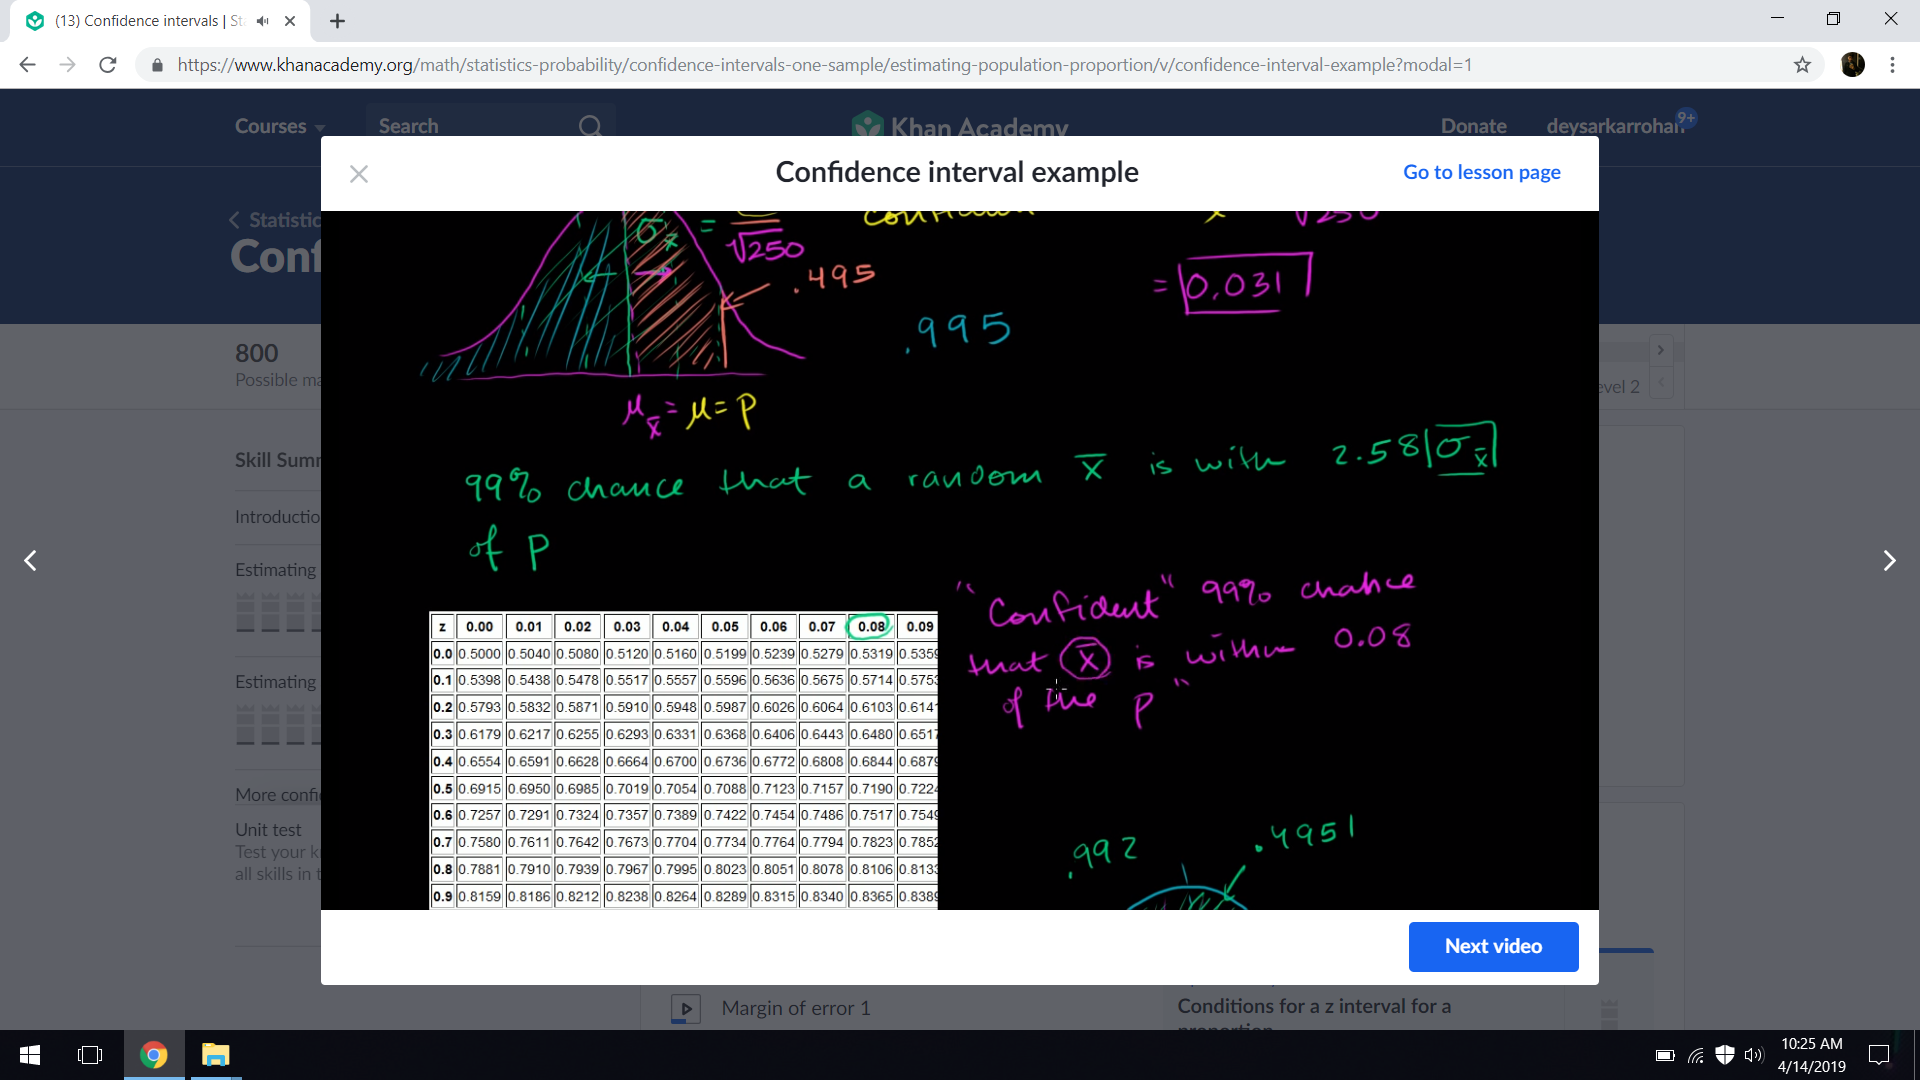 (13) Confidence intervals | St
https://www.khanacademy.org/math/statistics-probability/confidence-intervals-one-sample/estimating-population-proportion/v/confidence-interval-example?modal=1
Courses
Search
Khan Academy
Donate
deysarkarrohan
9+
Statistic
Conf
Confidence interval example
Go to lesson page
800
Possible ma
evel 2
Skill Summ
Introductio
Estimating
Estimating
More confi
Unit test
Test your k
all skills in t
σx̄ =
√250
.495
√250
= 0.031
.995
μx̄ = μ = p
99% chance that a random x̄ is with 2.58 σx̄
of p
"Confident" 99% chance
that x̄ is within 0.08
of the p"
.992
.4951
z 0.00 0.01 0.02 0.03 0.04 0.05 0.06 0.07 0.08 0.09
0.0 0.5000 0.5040 0.5080 0.5120 0.5160 0.5199 0.5239 0.5279 0.5319 0.5359
0.1 0.5398 0.5438 0.5478 0.5517 0.5557 0.5596 0.5636 0.5675 0.5714 0.5753
0.2 0.5793 0.5832 0.5871 0.5910 0.5948 0.5987 0.6026 0.6064 0.6103 0.6141
0.3 0.6179 0.6217 0.6255 0.6293 0.6331 0.6368 0.6406 0.6443 0.6480 0.6517
0.4 0.6554 0.6591 0.6628 0.6664 0.6700 0.6736 0.6772 0.6808 0.6844 0.6879
0.5 0.6915 0.6950 0.6985 0.7019 0.7054 0.7088 0.7123 0.7157 0.7190 0.7224
0.6 0.7257 0.7291 0.7324 0.7357 0.7389 0.7422 0.7454 0.7486 0.7517 0.7549
0.7 0.7580 0.7611 0.7642 0.7673 0.7704 0.7734 0.7764 0.7794 0.7823 0.7852
0.8 0.7881 0.7910 0.7939 0.7967 0.7995 0.8023 0.8051 0.8078 0.8106 0.8133
0.9 0.8159 0.8186 0.8212 0.8238 0.8264 0.8289 0.8315 0.8340 0.8365 0.8389
Next video
Margin of error 1
Conditions for a z interval for a
proportion
10:25 AM
4/14/2019